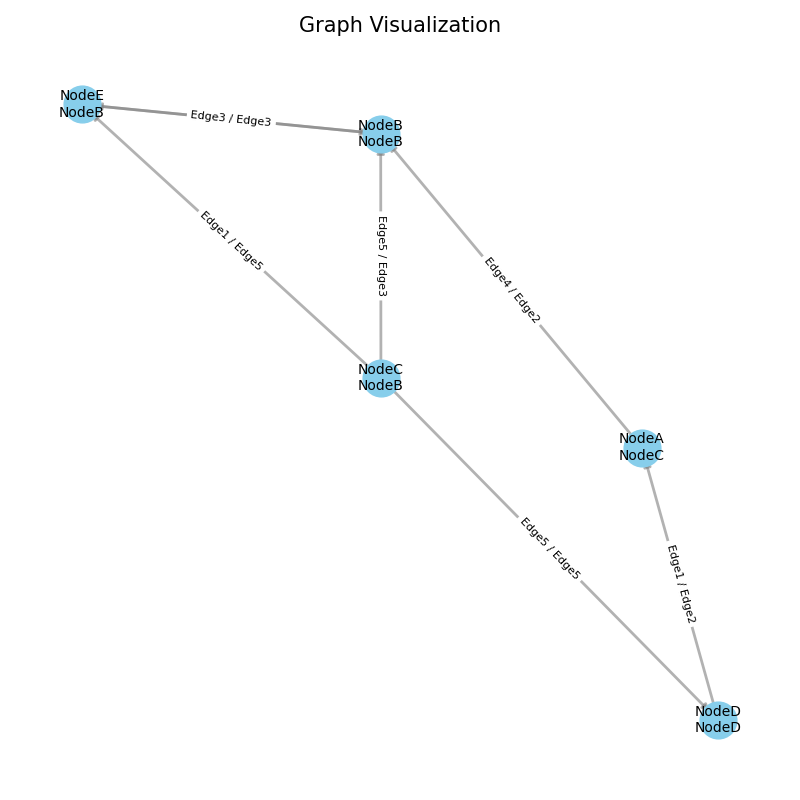 Graph Visualization
NodeE
NodeB
Edge3 / Edge3
NodeB
NodeB
Edge1 / Edge5
Edge5 / Edge3
Edge4 / Edge2
NodeC
NodeB
NodeA
NodeC
Edge5 / Edge5
Edge1 / Edge2
NodeD
NodeD